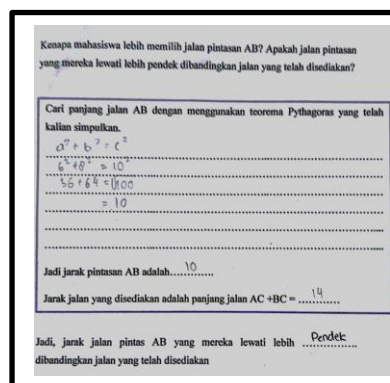 Kenapa mahasiswa lebih memilih jalan pintasan AB? Apakah jalan pintasan
yang mereka lewati lebih pendek dibandingkan jalan yang telah disediakan?
Cari panjang jalan AB dengan menggunakan teorema Pythagoras yang telah
kalian simpulkan.
a² + b² = c²
6² + 8² = 10²
36 + 64 = √100
= 10
Jadi jarak pintasan AB adalah....10........
Jarak jalan yang disediakan adalah panjang jalan AC +BC = ....14........
Jadi, jarak jalan pintas AB yang mereka lewati lebih ...Pendek...
dibandingkan jalan yang telah disediakan